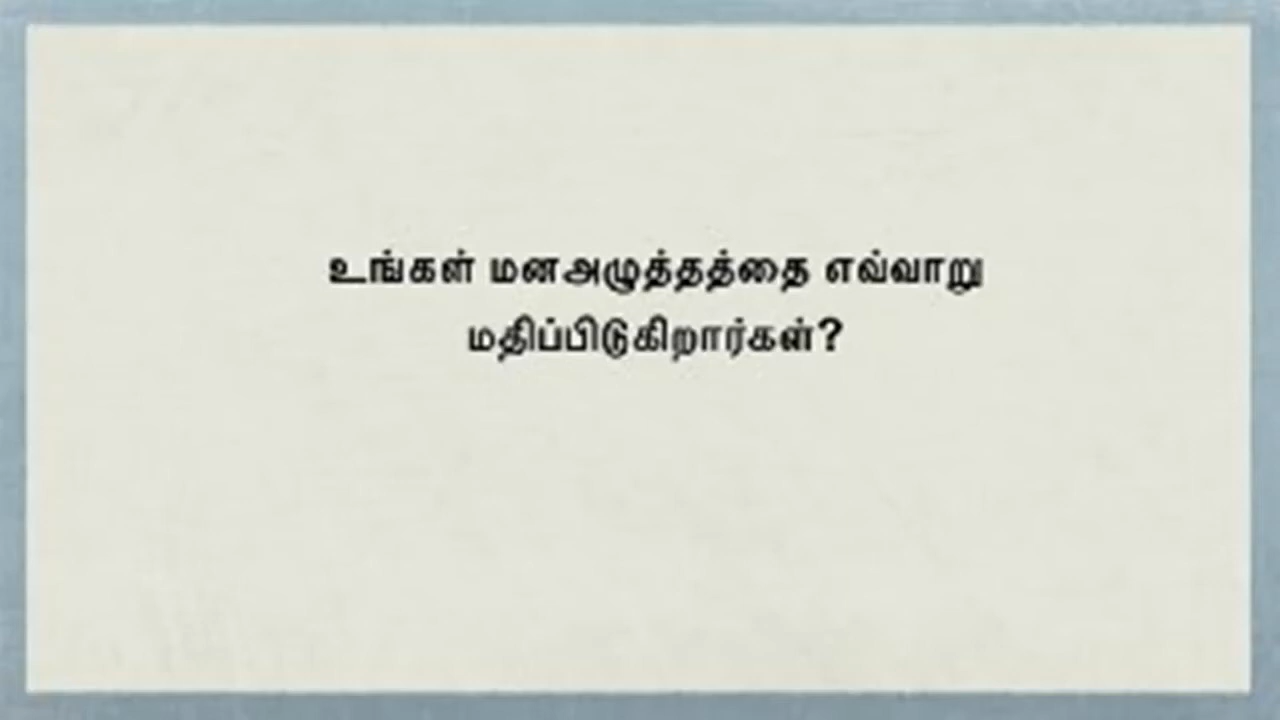 உங்கள் மனஅழுத்தத்தை எவ்வாறு
மதிப்பிடுகிறார்கள்?